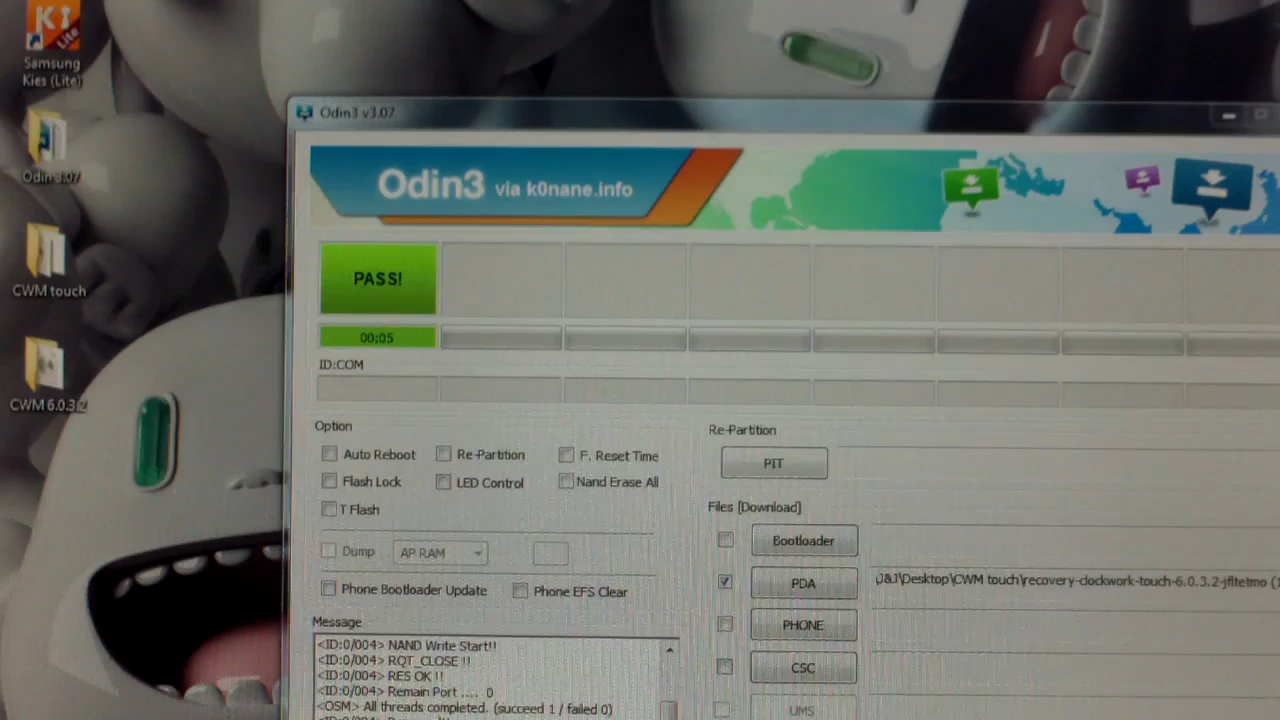 KI
Lite
Samsung
Kies (Lite)
Odin 3.07
CWM touch
CWM 6.0.3.2
Odin3 v3.07
Odin3 via k0nane.info
PASS!
00:05
ID:COM
Option
Auto Reboot
Re-Partition
F. Reset Time
Flash Lock
LED Control
Nand Erase All
T Flash
Dump
AP RAM
Phone Bootloader Update
Phone EFS Clear
Message
<ID:0/004> NAND Write Start!!
<ID:0/004> RQT_CLOSE !!
<ID:0/004> RES OK !!
<ID:0/004> Remain Port .... 0
<OSM> All threads completed. (succeed 1 / failed 0)
Re-Partition
PIT
Files [Download]
Bootloader
PDA
J&J\Desktop\CWM touch\recovery-clockwork-touch-6.0.3.2-jfltetmo (1
PHONE
CSC
UMS